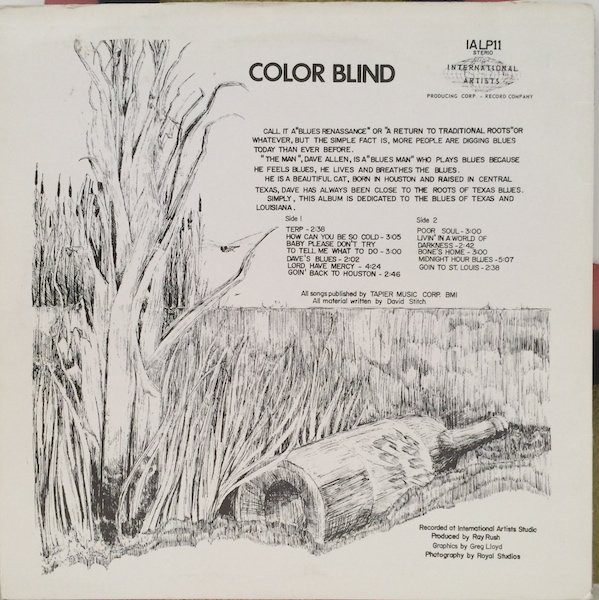 IALP11
STEREO
INTERNATIONAL
ARTISTS
PRODUCING CORP. - RECORD COMPANY
COLOR BLIND
CALL IT A "BLUES RENASSANCE" OR "A RETURN TO TRADITIONAL ROOTS" OR
WHATEVER, BUT THE SIMPLE FACT IS, MORE PEOPLE ARE DIGGING BLUES
TODAY THAN EVER BEFORE.
"THE MAN", DAVE ALLEN, IS A "BLUES MAN" WHO PLAYS BLUES BECAUSE
HE FEELS BLUES, HE LIVES AND BREATHES THE BLUES.
HE IS A BEAUTIFUL CAT, BORN IN HOUSTON AND RAISED IN CENTRAL
TEXAS, DAVE HAS ALWAYS BEEN CLOSE TO THE ROOTS OF TEXAS BLUES.
SIMPLY, THIS ALBUM IS DEDICATED TO THE BLUES OF TEXAS AND
LOUISIANA.
Side 1
TERP - 2:38
HOW CAN YOU BE SO COLD - 3:05
BABY PLEASE DON'T TRY
TO TELL ME WHAT TO DO - 3:00
DAVE'S BLUES - 2:02
LORD HAVE MERCY - 4:24
GOIN' BACK TO HOUSTON - 2:46
Side 2
POOR SOUL - 3:00
LIVIN' IN A WORLD OF
DARKNESS - 2:42
BONE'S HOME - 3:00
MIDNIGHT HOUR BLUES - 5:07
GOIN TO ST. LOUIS - 2:38
All songs published by TAPIER MUSIC CORP. BMI
All material written by David Stitch
Recorded at International Artists Studio
Produced by Ray Rush
Graphics by Greg Lloyd
Photography by Royal Studios